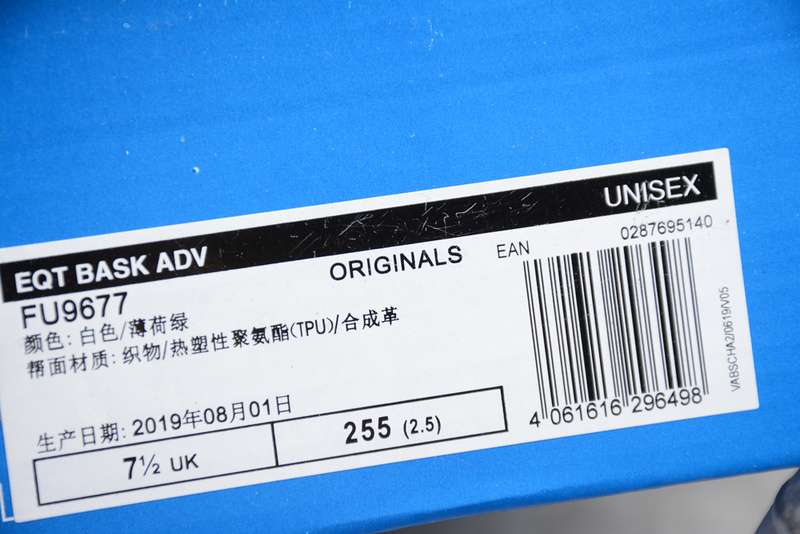 UNISEX
EQT BASK ADV
ORIGINALS
EAN
0287695140
FU9677
颜色: 白色/薄荷绿
帮面材质: 织物/热塑性聚氨酯(TPU)/合成革
VABSCHA2/0619/V05
生产日期: 2019年08月01日
4 061616 296498
7½ UK
255 (2.5)